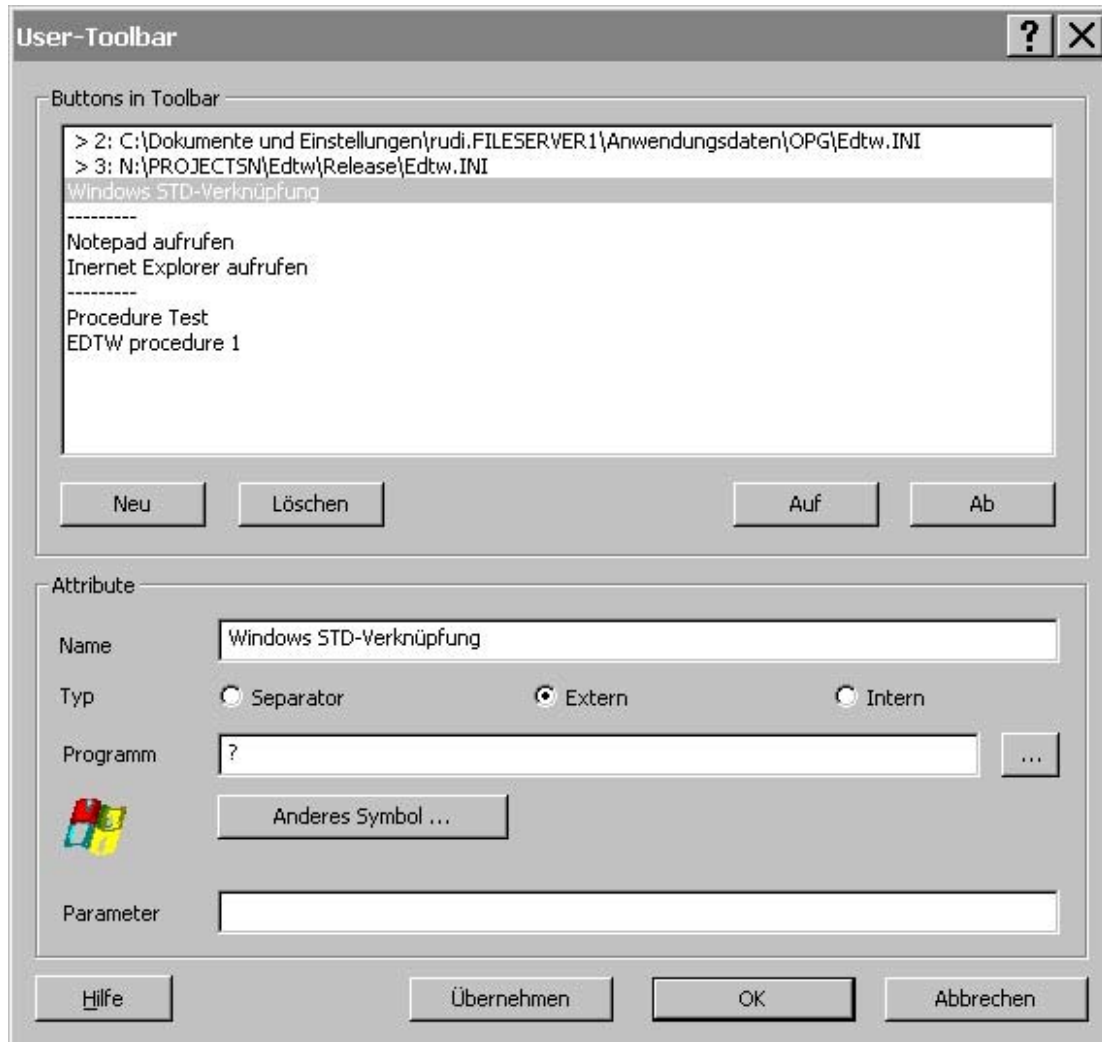 User-Toolbar
Buttons in Toolbar
> 2: C:\Dokumente und Einstellungen\rudi.FILESERVER1\Anwendungsdaten\OPG\Edtw.INI
> 3: N:\PROJECTSN\Edtw\Release\Edtw.INI
Windows STD-Verknüpfung
---------
Notepad aufrufen
Inernet Explorer aufrufen
---------
Procedure Test
EDTW procedure 1
Neu Löschen Auf Ab
Attribute
Name Windows STD-Verknüpfung
Typ Separator Extern Intern
Programm ? ...
Anderes Symbol ...
Parameter
Hilfe Übernehmen OK Abbrechen